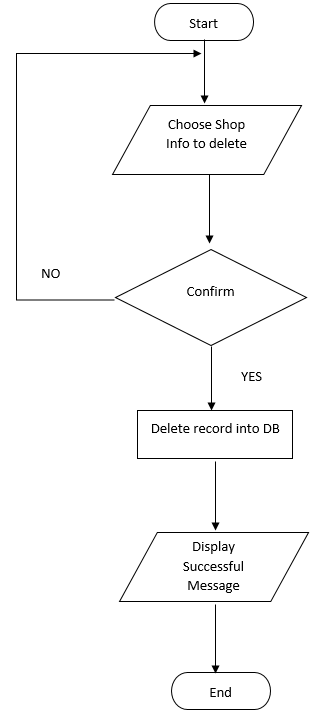 Start
Choose Shop
Info to delete
Confirm
NO
YES
Delete record into DB
Display
Successful
Message
End